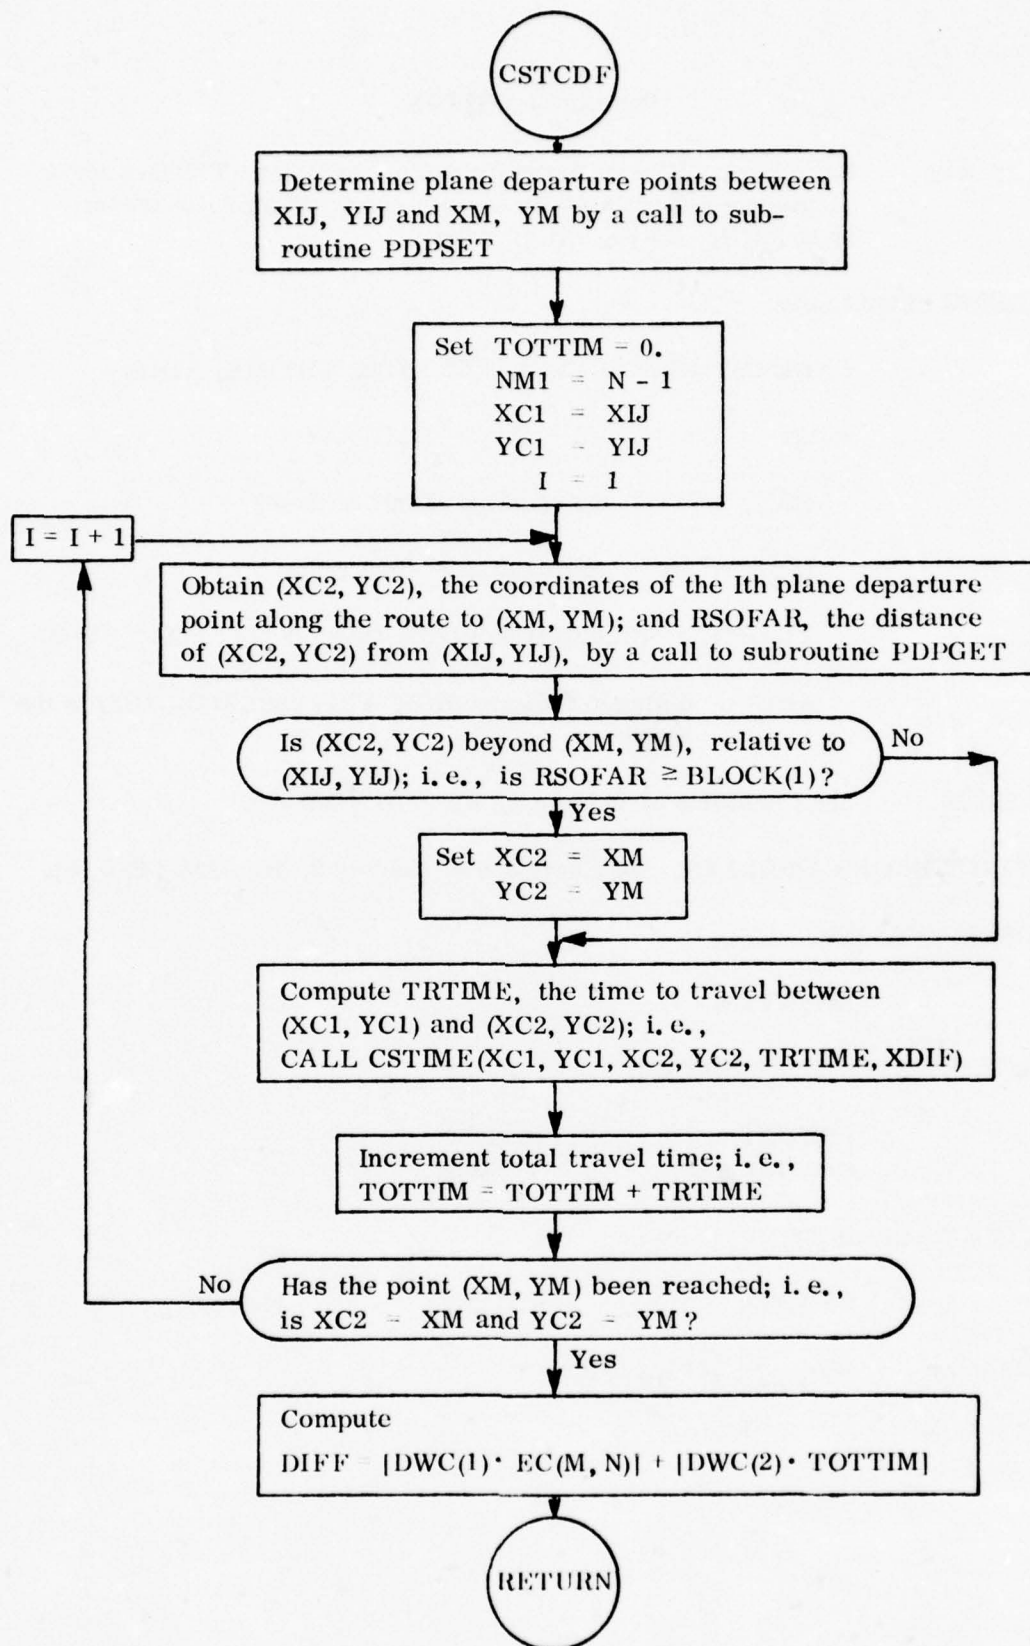 CSTCDF
Determine plane departure points between
XIJ, YIJ and XM, YM by a call to sub-
routine PDPSET
Set TOTTIM = 0.
NM1 = N - 1
XC1 = XIJ
YC1 = YIJ
I = 1
I = I + 1
Obtain (XC2, YC2), the coordinates of the Ith plane departure
point along the route to (XM, YM); and RSOFAR, the distance
of (XC2, YC2) from (XIJ, YIJ), by a call to subroutine PDPGET
Is (XC2, YC2) beyond (XM, YM), relative to
(XIJ, YIJ); i.e., is RSOFAR ≥ BLOCK(1)?
No
Yes
Set XC2 = XM
YC2 = YM
Compute TRTIME, the time to travel between
(XC1, YC1) and (XC2, YC2); i.e.,
CALL CSTIME(XC1, YC1, XC2, YC2, TRTIME, XDIF)
Increment total travel time; i.e.,
TOTTIM = TOTTIM + TRTIME
No
Has the point (XM, YM) been reached; i.e.,
is XC2 = XM and YC2 = YM?
Yes
Compute
DIFF = |DWC(1)· EC(M, N)| + |DWC(2)· TOTTIM|
RETURN